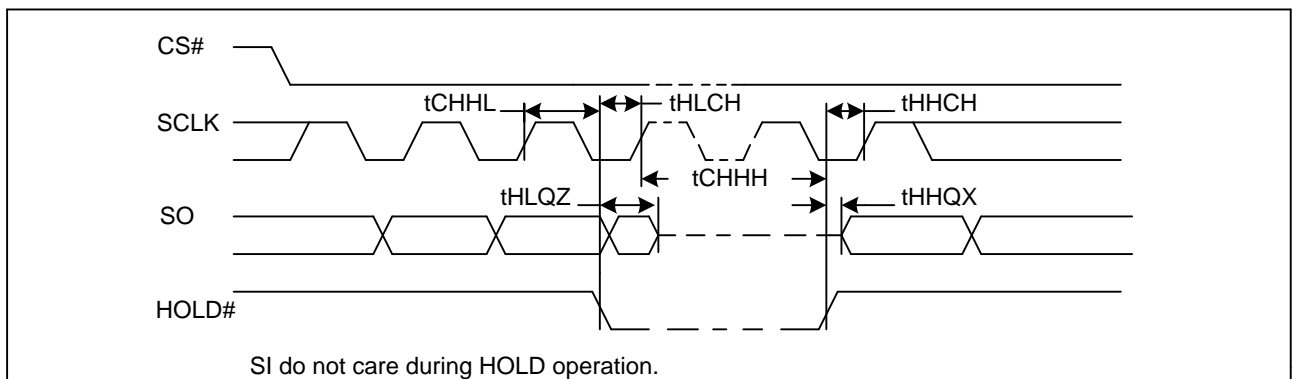 CS#
tCHHL
tHLCH
tHHCH
SCLK
tCHHH
tHLQZ
tHHQX
SO
HOLD#
SI do not care during HOLD operation.